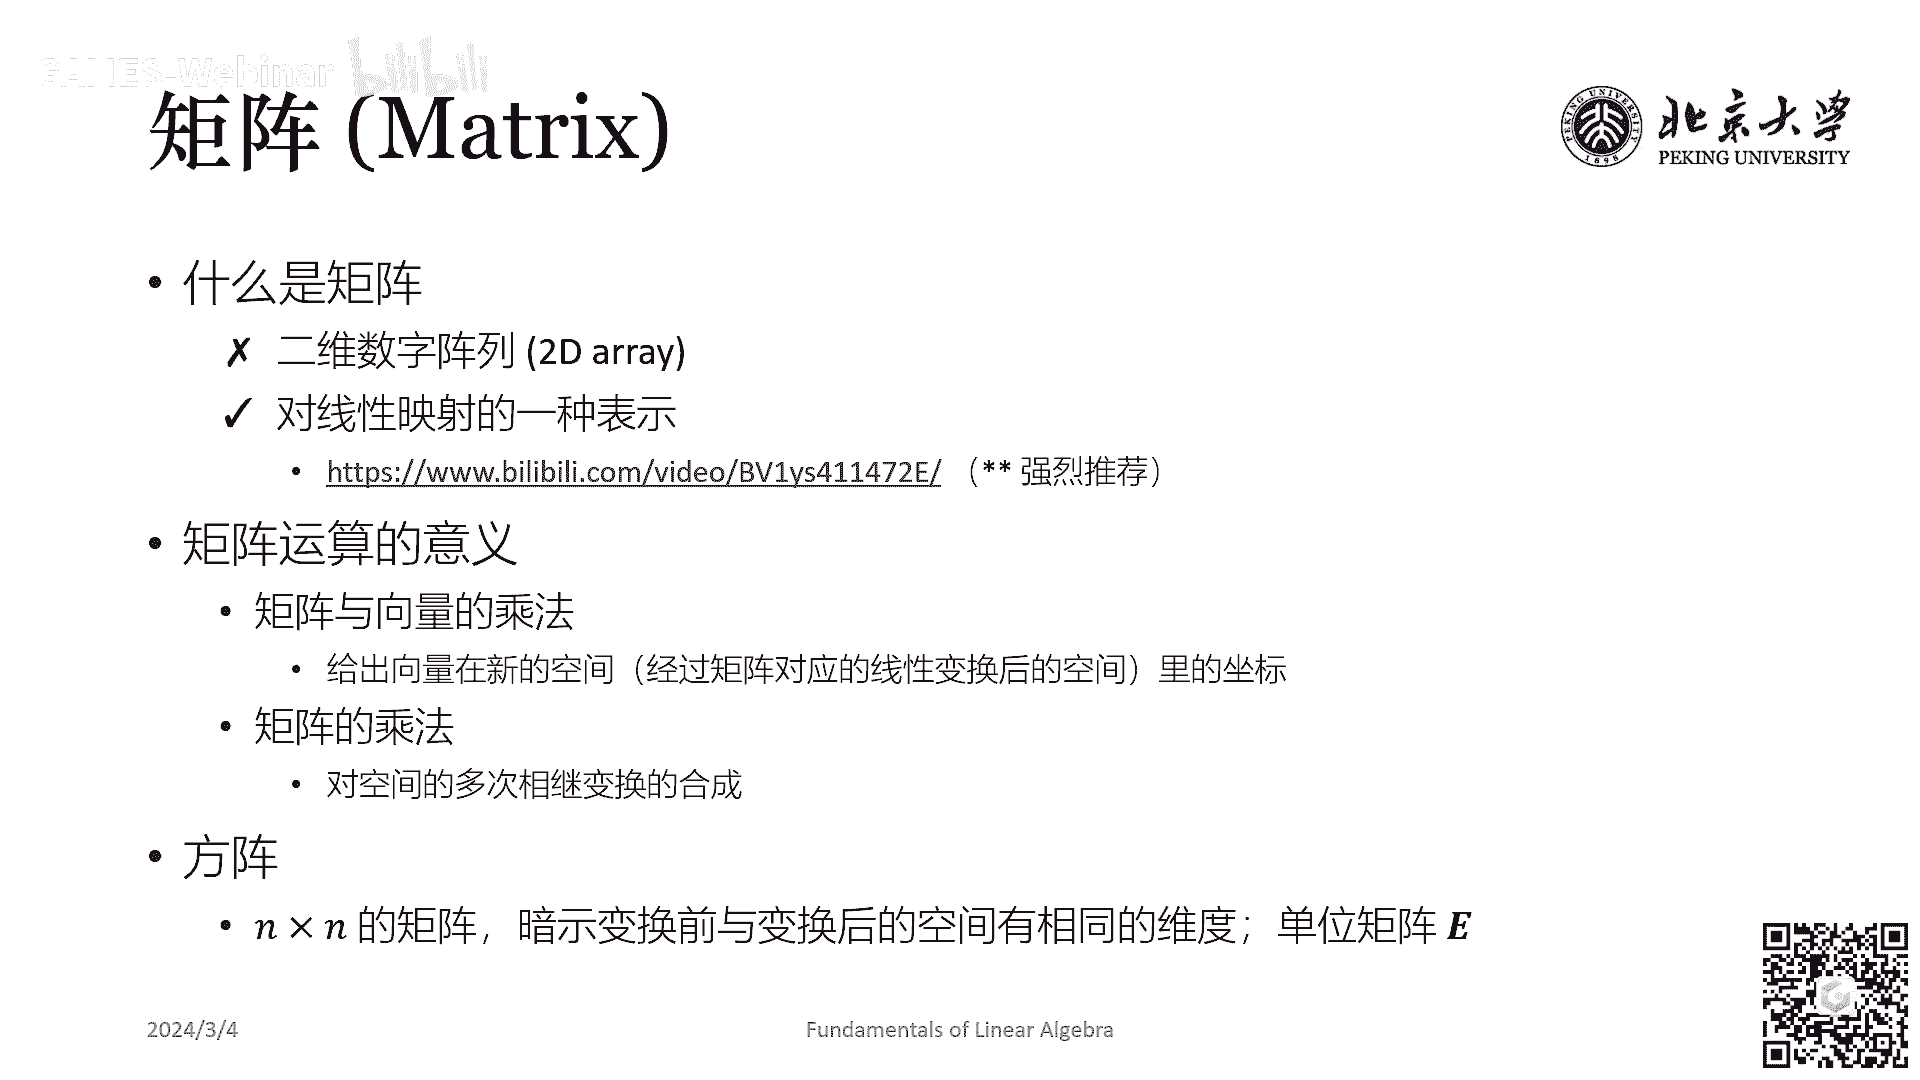 GAMES-Webinar bilibili
矩阵 (Matrix)
北京大学
PEKING UNIVERSITY
PEKING UNIVERSITY
1898
• 什么是矩阵
✗ 二维数字阵列 (2D array)
✓ 对线性映射的一种表示
• https://www.bilibili.com/video/BV1ys411472E/ （** 强烈推荐）
• 矩阵运算的意义
• 矩阵与向量的乘法
• 给出向量在新的空间（经过矩阵对应的线性变换后的空间）里的坐标
• 矩阵的乘法
• 对空间的多次相继变换的合成
• 方阵
• n × n 的矩阵，暗示变换前与变换后的空间有相同的维度；单位矩阵 E
2024/3/4
Fundamentals of Linear Algebra